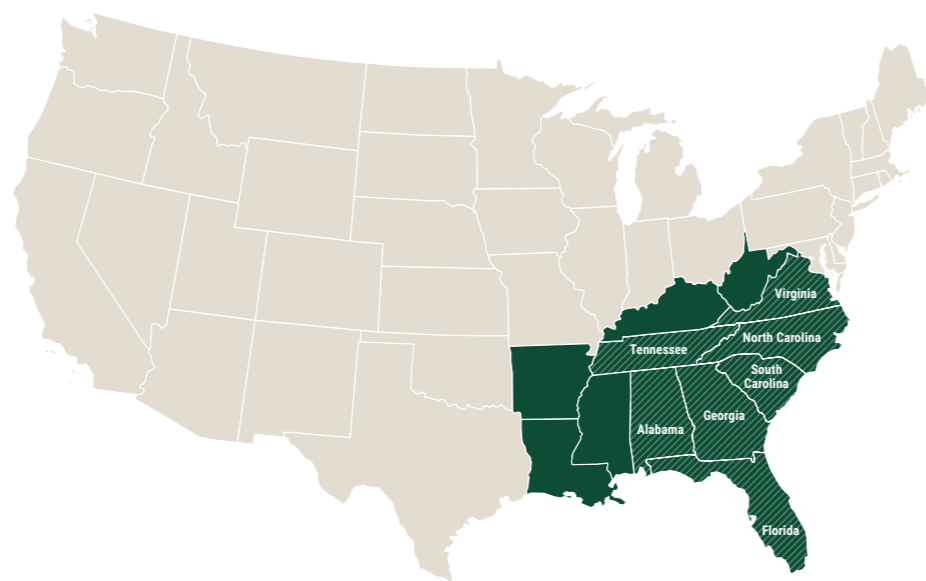 Virginia
North Carolina
Tennessee
South
Carolina
Georgia
Alabama
Florida